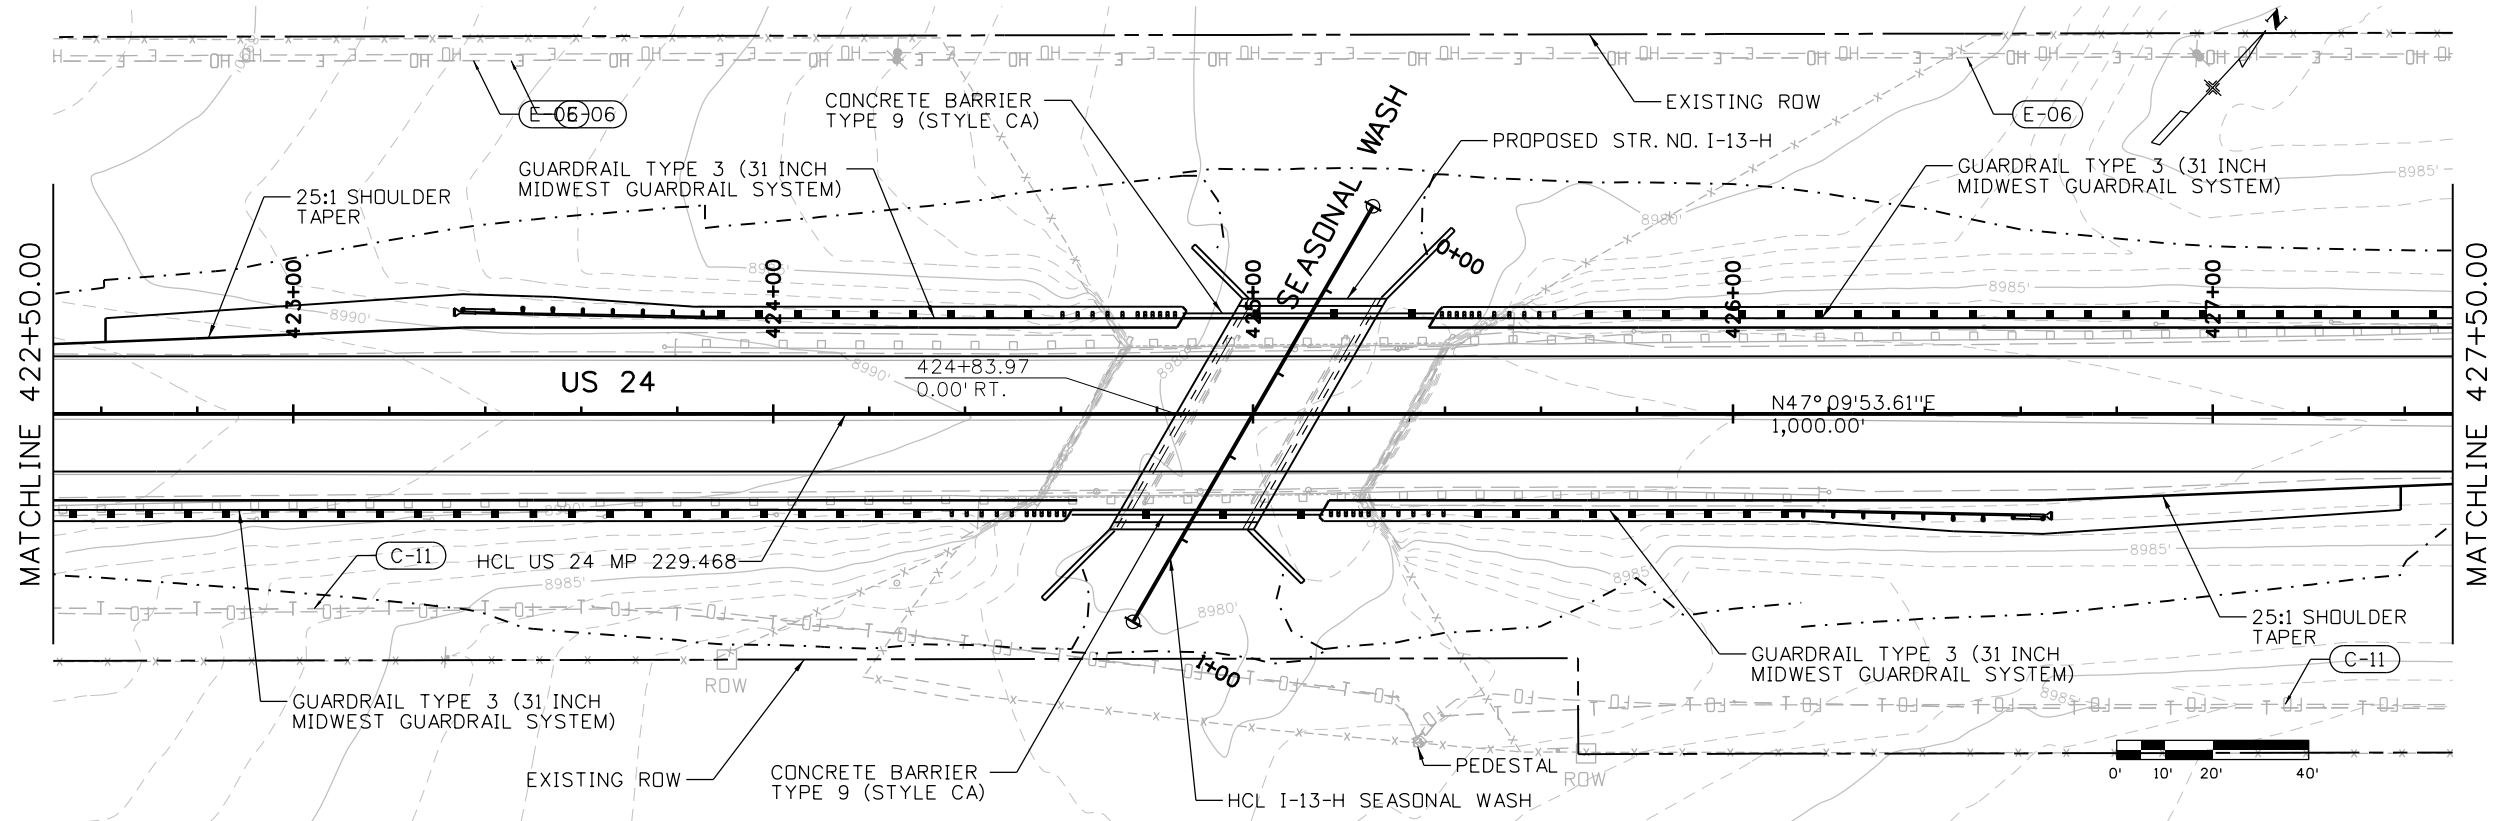 N
E-06
E-06
E-06
CONCRETE BARRIER
TYPE 9 (STYLE CA)
EXISTING ROW
PROPOSED STR. NO. I-13-H
GUARDRAIL TYPE 3 (31 INCH
MIDWEST GUARDRAIL SYSTEM)
GUARDRAIL TYPE 3 (31 INCH
MIDWEST GUARDRAIL SYSTEM)
25:1 SHOULDER
TAPER
SEASONAL WASH
0+00
1+00
8985'
8980'
8985'
8985'
8990'
8990'
8980'
423+00
424+00
426+00
427+00
MATCHLINE 422+50.00
MATCHLINE 427+50.00
US 24
424+83.97
0.00' RT.
N47°09'53.61"E
1,000.00'
C-11
HCL US 24 MP 229.468
8985'
8980'
8985'
8985'
8985'
25:1 SHOULDER
TAPER
C-11
GUARDRAIL TYPE 3 (31 INCH
MIDWEST GUARDRAIL SYSTEM)
GUARDRAIL TYPE 3 (31 INCH
MIDWEST GUARDRAIL SYSTEM)
ROW
ROW
EXISTING ROW
CONCRETE BARRIER
TYPE 9 (STYLE CA)
HCL I-13-H SEASONAL WASH
PEDESTAL
0' 10' 20' 40'